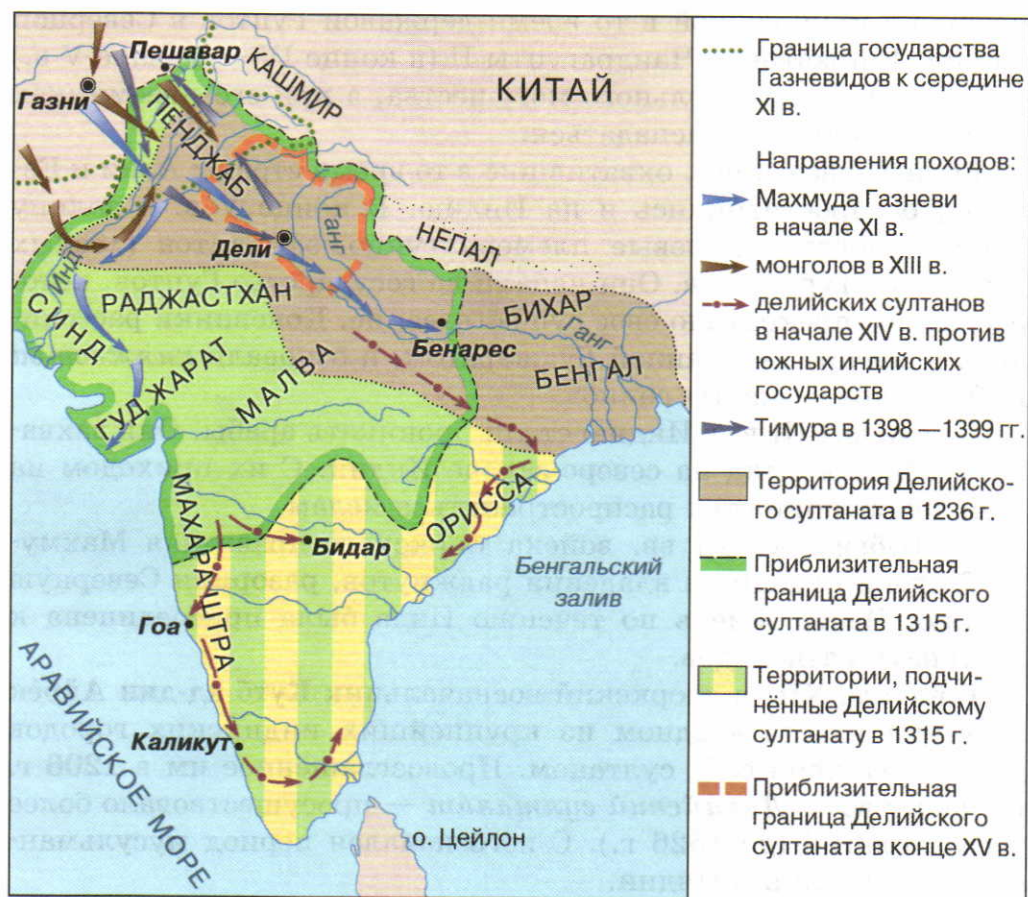 Пешавар
КАШМИР
КИТАЙ
Газни
ПЕНДЖАБ
Дели
Ганг
НЕПАЛ
Инд
СИНД
РАДЖАСТХАН
БИХАР
Ганг
Бенарес
БЕНГАЛ
ГУДЖАРАТ
МАЛВА
МАХАРАШТРА
ОРИССА
Бидар
Бенгальский
залив
Гоа
АРАВИЙСКОЕ МОРЕ
Каликут
о. Цейлон
Граница государства
Газневидов к середине
XI в.
Направления походов:
Махмуда Газневи
в начале XI в.
монголов в XIII в.
делийских султанов
в начале XIV в. против
южных индийских
государств
Тимура в 1398 — 1399 гг.
Территория Делийско-
го султаната в 1236 г.
Приблизительная
граница Делийского
султаната в 1315 г.
Территории, подчи-
нённые Делийскому
султанату в 1315 г.
Приблизительная
граница Делийского
султаната в конце XV в.